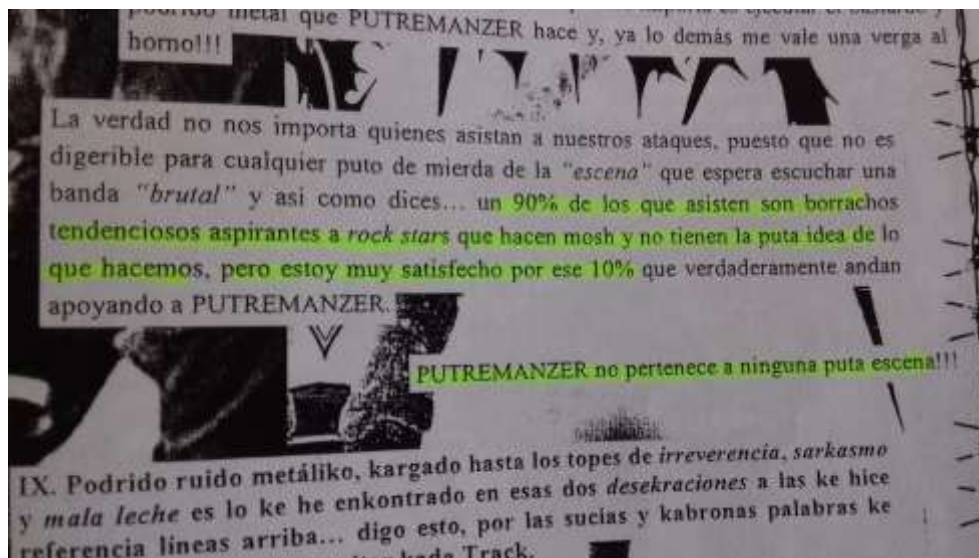 podrido metal que PUTREMANZER hace y, ya lo demás me vale una verga al
horno!!!
La verdad no nos importa quienes asistan a nuestros ataques, puesto que no es
digerible para cualquier puto de mierda de la "escena" que espera escuchar una
banda "brutal" y asi como dices... un 90% de los que asisten son borrachos
tendenciosos aspirantes a rock stars que hacen mosh y no tienen la puta idea de lo
que hacemos, pero estoy muy satisfecho por ese 10% que verdaderamente andan
apoyando a PUTREMANZER.
PUTREMANZER no pertenece a ninguna puta escena!!!
IX. Podrido ruido metáliko, kargado hasta los topes de irreverencia, sarkasmo
y mala leche es lo ke he enkontrado en esas dos desekraciones a las ke hice
referencia líneas arriba... digo esto, por las sucias y kabronas palabras ke
kada Track.